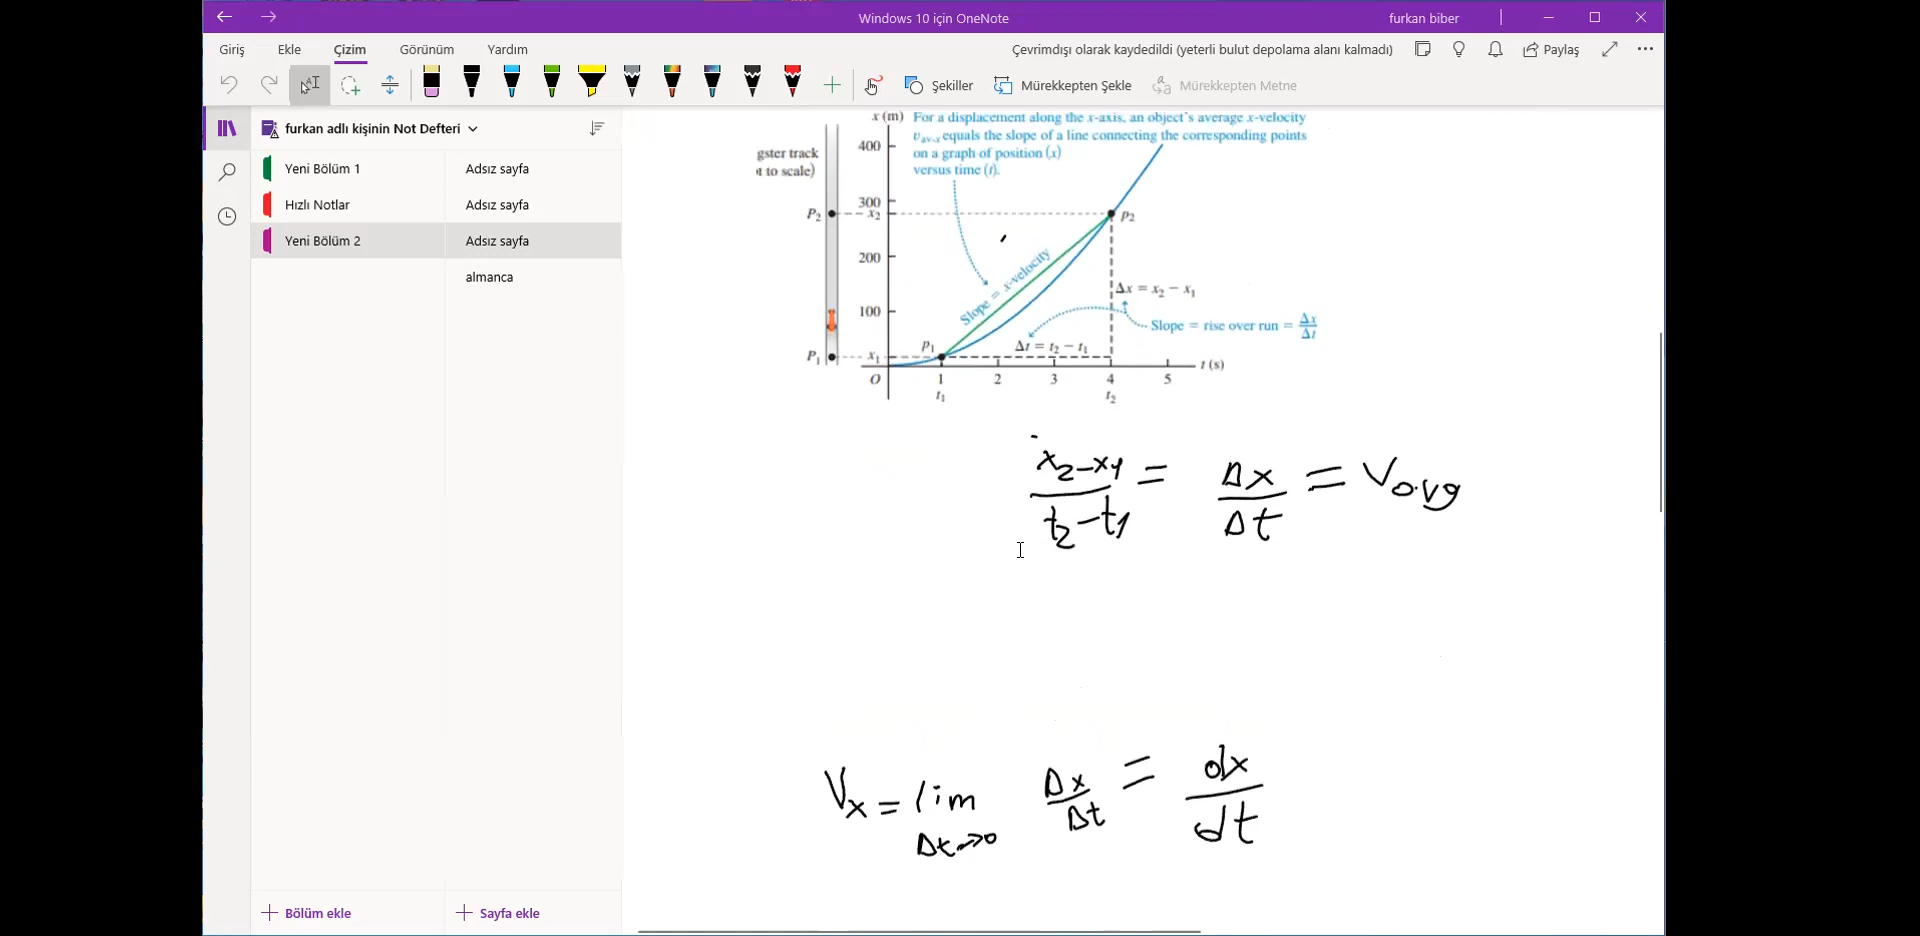 Windows 10 için OneNote
furkan biber
Giriş Ekle Çizim Görünüm Yardım
Çevrimdışı olarak kaydedildi (yeterli bulut depolama alanı kalmadı)
Paylaş
Şekiller
Mürekkepten Şekle
Mürekkepten Metne
furkan adlı kişinin Not Defteri
Yeni Bölüm 1
Hızlı Notlar
Yeni Bölüm 2
Adsız sayfa
Adsız sayfa
Adsız sayfa
almanca
Bölüm ekle
Sayfa ekle
x (m)
For a displacement along the x-axis, an object's average x-velocity
v_av-x equals the slope of a line connecting the corresponding points
on a graph of position (x)
versus time (t).
gster track
t to scale)
400
300
200
100
P₂
x₂
p₂
P₁
x₁
p₁
Slope = x-velocity
Δx = x₂ − x₁
Slope = rise over run = Δx/Δt
Δt = t₂ − t₁
t (s)
O 1 2 3 4 5
t₁ t₂
x₂−x₁ / t₂−t₁ = Δx/Δt = Vavg
Vx = lim Δt→0 Δx/Δt = dx/dt